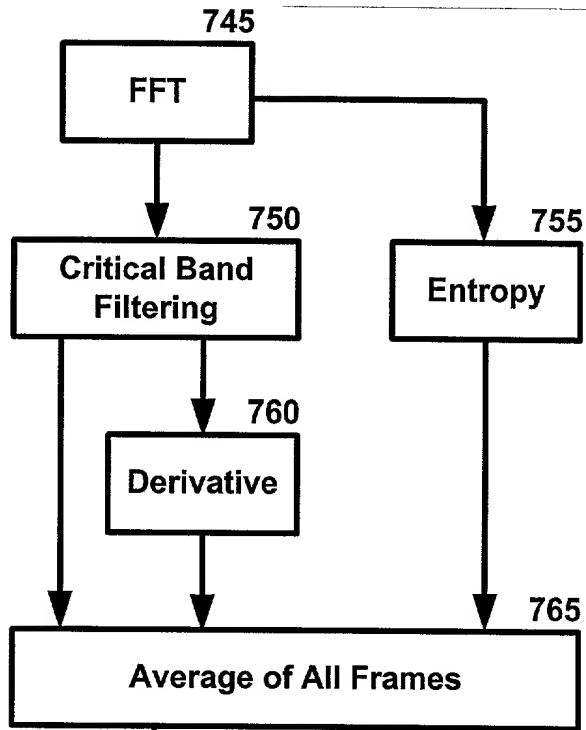 745
FFT
750
Critical Band
Filtering
755
Entropy
760
Derivative
765
Average of All Frames